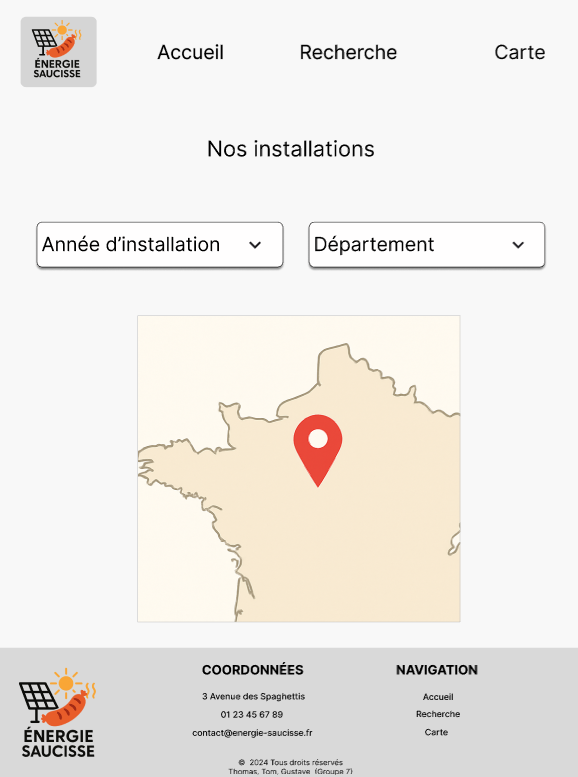 ÉNERGIE
SAUCISSE
Accueil
Recherche
Carte
Nos installations
Année d’installation
Département
ÉNERGIE
SAUCISSE
COORDONNÉES
3 Avenue des Spaghettis
01 23 45 67 89
contact@energie-saucisse.fr
NAVIGATION
Accueil
Recherche
Carte
© 2024 Tous droits réservés
Thomas, Tom, Gustave (Groupe 7)